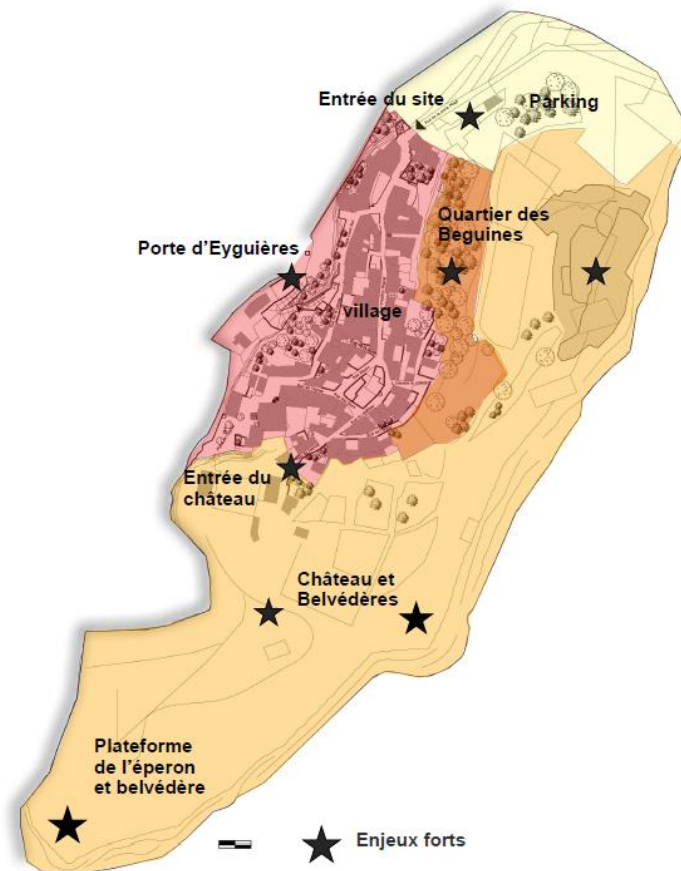 Entrée du site
Parking
Quartier des
Beguines
Porte d'Eyguières
village
Entrée du
château
Château et
Belvédères
Plateforme
de l'éperon
et belvédère
Enjeux forts